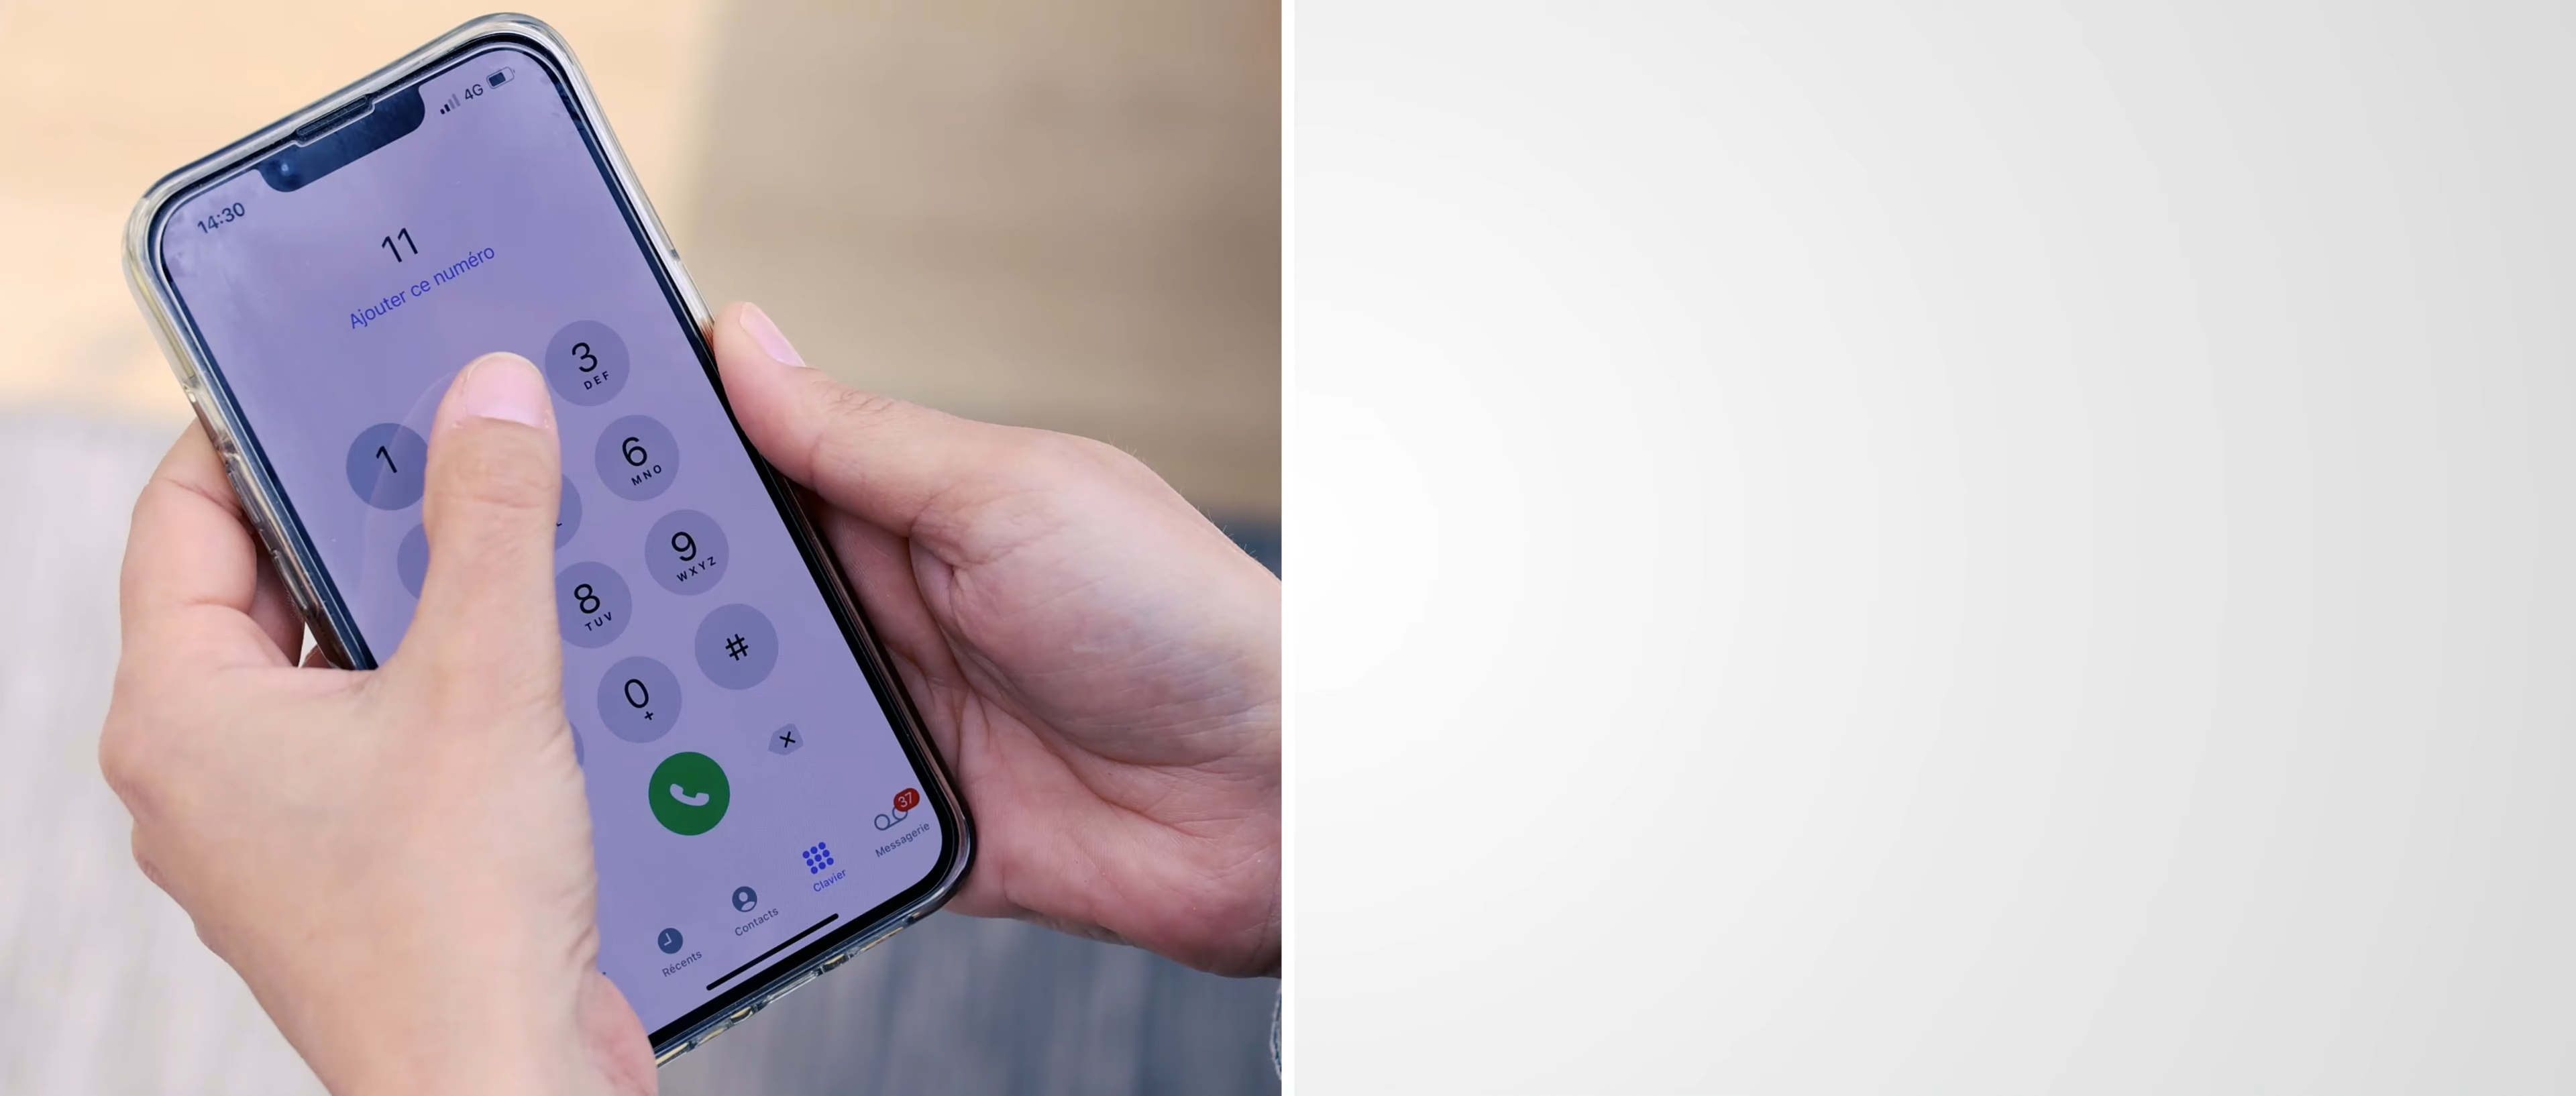 14:30 4G
11
Ajouter ce numéro
1
3
DEF
6
MNO
8
TUV
9
WXYZ
0
+
#
37
Récents
Contacts
Clavier
Messagerie